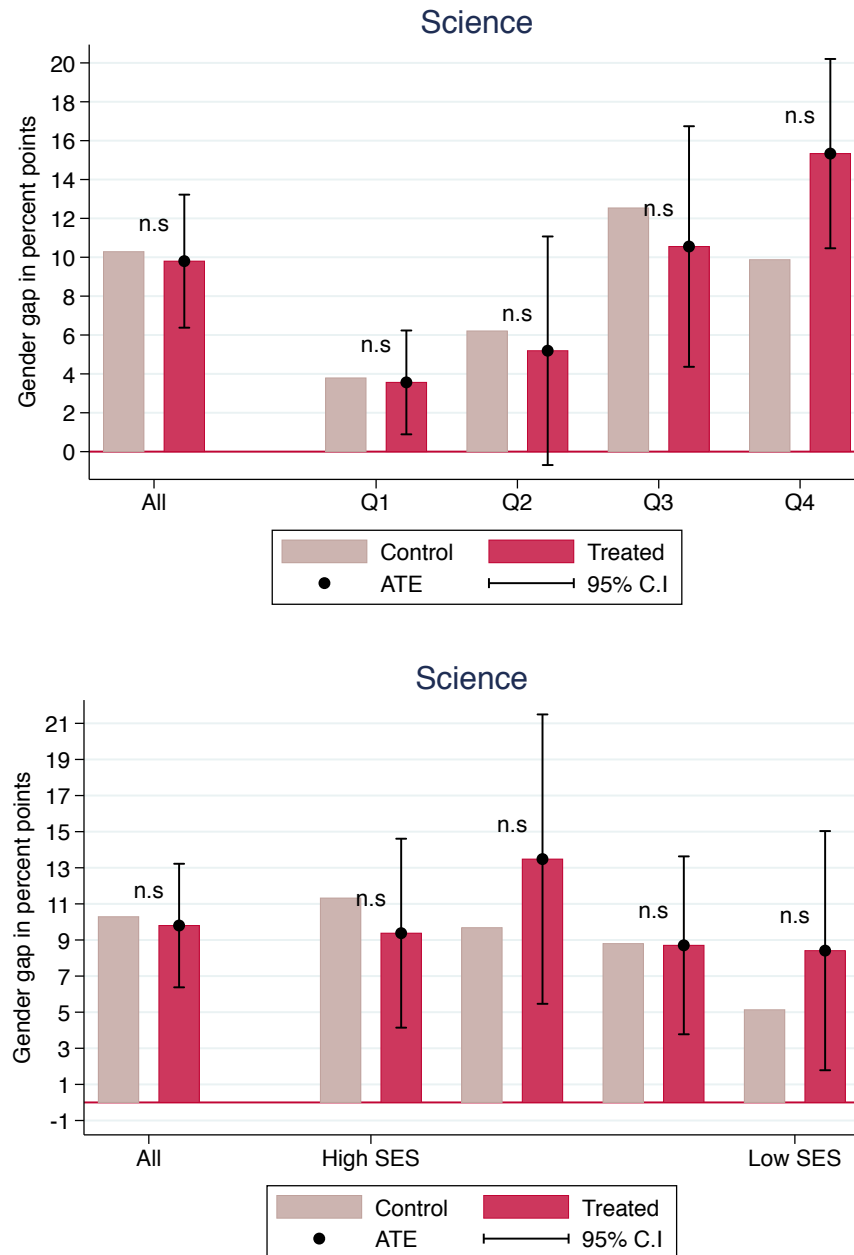 Science
Gender gap in percent points
20
18
16
14
12
10
8
6
4
2
0
n.s
n.s
n.s
n.s
n.s
All
Q1
Q2
Q3
Q4
Control
Treated
ATE
95% C.I
Science
Gender gap in percent points
21
19
17
15
13
11
9
7
5
3
1
-1
n.s
n.s
n.s
n.s
n.s
All
High SES
Low SES
Control
Treated
ATE
95% C.I